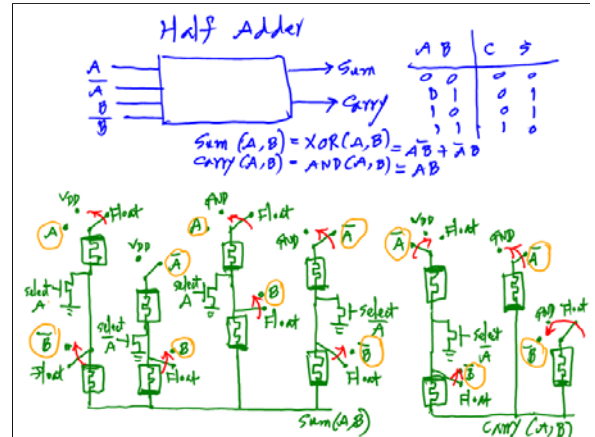 Half Adder
A B C S
A
Ā
B
B̄
Sum
Carry
0 0 0 0
0 1 0 1
1 0 0 1
1 1 1 0
Sum(A,B) = XOR(A,B) = AB̄ + ĀB
Carry(A,B) = AND(A,B) = AB
VDD Float
A
VDD
Ā
GND Float
A
GND
Ā
VDD Float
Ā
GND
Ā
select A
select A
select A
select Ā
select Ā
B̄
Float
B
Float
B
Float
B̄
Float
B
Float
GND Float
B̄
Sum(A,B)
Carry (A,B)